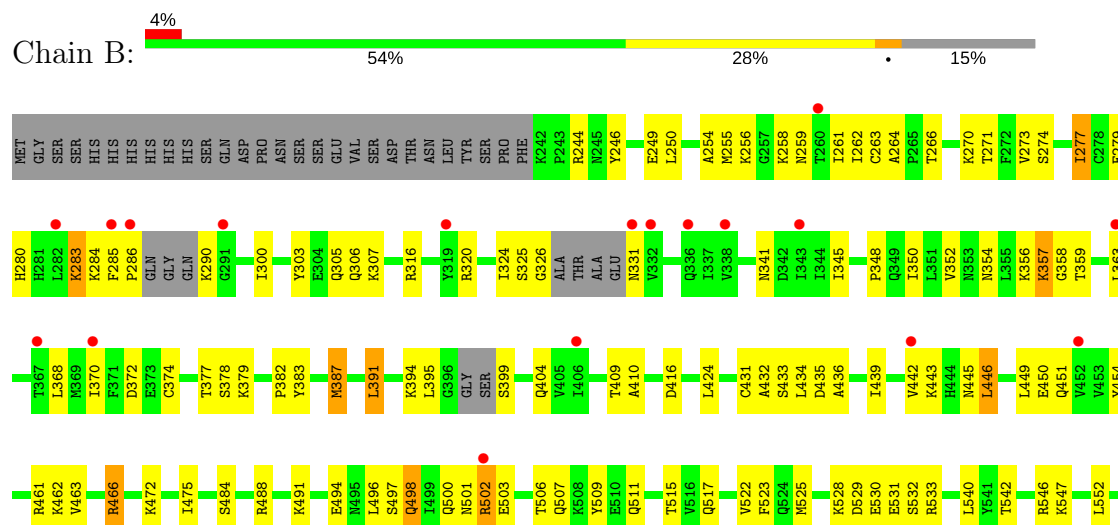 4%
Chain B:
54% 28% • 15%
MET GLY SER SER HIS HIS HIS HIS HIS HIS SER GLN ASP PRO ASN SER SER GLU VAL SER ASP THR ASN LEU TYR SER PRO PHE K242 P243 R244 N245 Y246 E249 L250 A254 M255 K256 G257 K258 N259 T260 I261 I262 C263 A264 P265 T266 K270 T271 F272 V273 S274 I277 C278
H280 H281 L282 K283 K284 F285 P286 GLN GLY GLN K290 G291 I300 Y303 E304 Q305 Q306 K307 R316 Y319 R320 I324 S325 G326 ALA THR ALA GLU N331 V332 Q336 I337 V338 N341 D342 I343 I344 I345 P348 Q349 I350 L351 V352 N353 N354 L355 K356 K357 G358 T359
T367 L368 M369 I370 F371 D372 E373 C374 T377 S378 K379 P382 Y383 M387 L391 K394 L395 G396 GLY SER S399 Q404 V405 I406 T409 A410 D416 L424 C431 A432 S433 L434 D435 A436 I439 V442 K443 H444 N445 L446 L449 E450 Q451 V452 V453 Y454
R461 K462 V463 R466 K472 I475 S484 R488 K491 E494 N495 L496 S497 Q498 I499 Q500 N501 R502 E503 T506 Q507 K508 Y509 E510 Q511 T515 V516 Q517 V522 F523 Q524 M525 K528 D529 E530 E531 S532 R533 L540 Y541 T542 R546 K547 L552